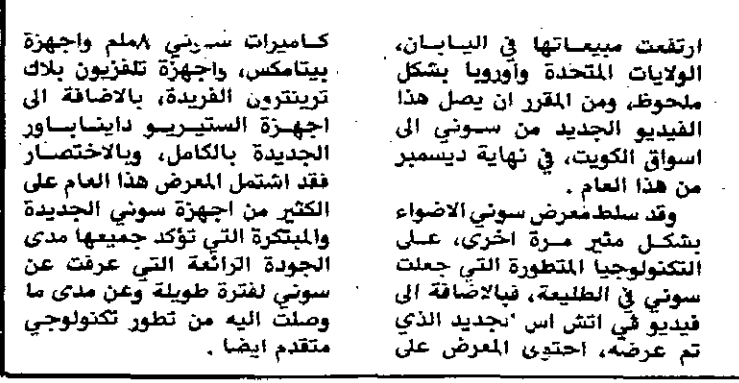 ارتفعت مبيعاتها في اليابان،
الولايات المتحدة وأوروبا بشكل
ملحوظ، ومن المقرر ان يصل هذا
الفيديو الجديد من سوني الى
اسواق الكويت، في نهاية ديسمبر
من هذا العام .
وقد سلط معرض سوني الاضواء
بشكل مثير مرة اخرى، على
التكنولوجيا المتطورة التي جعلت
سوني في الطليعة، فبالاضافة الى
فيديو في اتش اس الجديد الذي
تم عرضه، احتوى المعرض على
كاميرات سوني ٨ملم واجهزة
بيتامكس، واجهزة تلفزيون بلاك
ترينترون الفريدة، بالاضافة الى
اجهزة الستيريو دايناباور
الجديدة بالكامل، وبالاختصار
فقد اشتمل المعرض هذا العام على
الكثير من اجهزة سوني الجديدة
والمبتكرة التي تؤكد جميعها مدى
الجودة الرائعة التي عرفت عن
سوني لفترة طويلة وعن مدى ما
وصلت اليه من تطور تكنولوجي
متقدم ايضا .